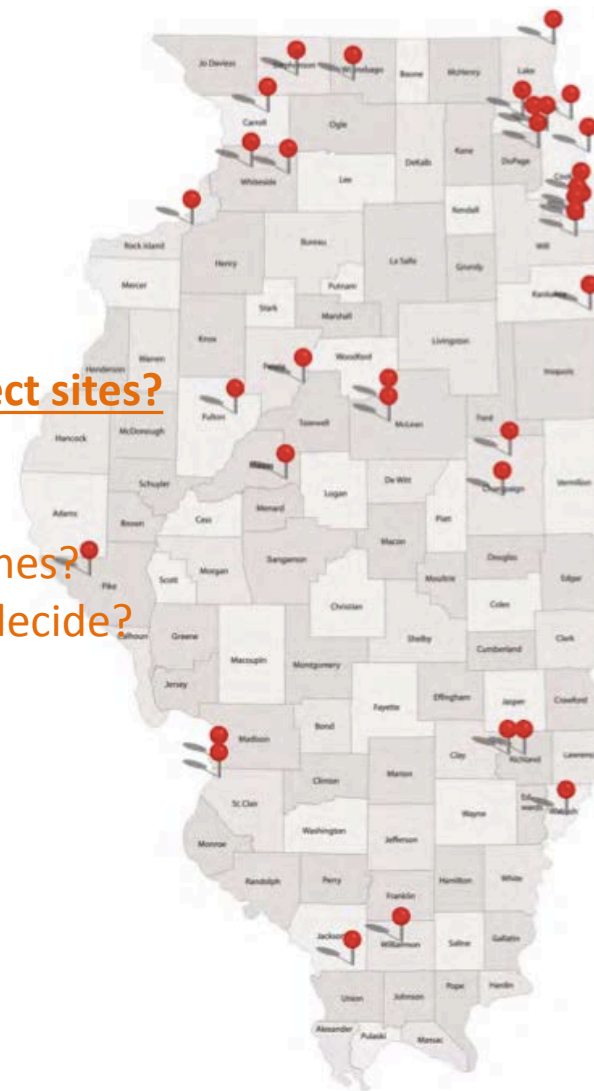 Jo Daviess
Winnebago
Boone
McHenry
Lake
Carroll
Ogle
DeKalb
Kane
DuPage
Whiteside
Lee
Kendall
Will
Rock Island
Bureau
La Salle
Grundy
Mercer
Henry
Putnam
Stark
Marshall
Knox
Livingston
Henderson
Warren
Woodford
Iroquois
ect sites?
Fulton
McLean
Ford
Hancock
McDonough
Tazewell
Schuyler
Logan
De Witt
Champaign
Vermilion
Adams
Brown
Cass
Menard
Piatt
Macon
nes?
Pike
Scott
Morgan
Sangamon
Moultrie
Douglas
Edgar
Christian
Coles
decide?
Calhoun
Greene
Macoupin
Shelby
Cumberland
Clark
Montgomery
Jersey
Fayette
Effingham
Jasper
Crawford
Madison
Bond
Clay
Richland
Lawrence
Clinton
Marion
St. Clair
Wayne
Ed-
wards
Wabash
Washington
Jefferson
Monroe
Randolph
Perry
Hamilton
White
Franklin
Jackson
Williamson
Saline
Gallatin
Union
Johnson
Pope
Hardin
Alexander
Pulaski
Massac